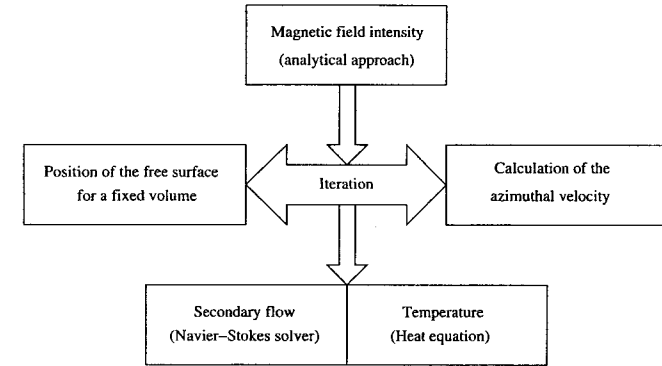 Magnetic field intensity
(analytical approach)
Position of the free surface
for a fixed volume
Iteration
Calculation of the
azimuthal velocity
Secondary flow
(Navier–Stokes solver)
Temperature
(Heat equation)